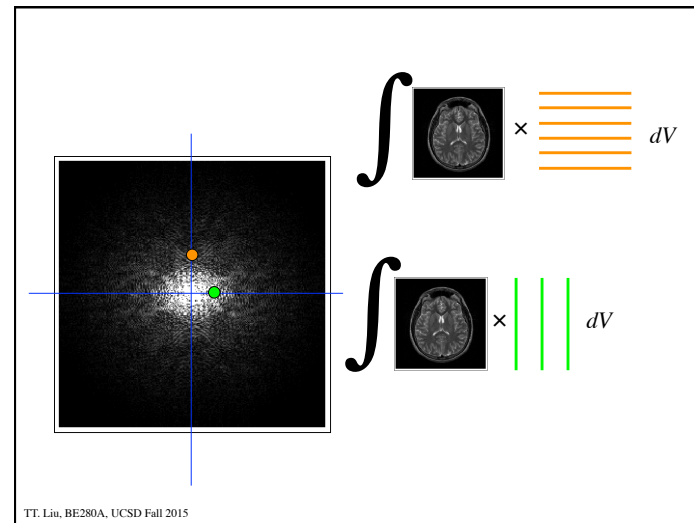 ∫ × dV
∫ × dV
TT. Liu, BE280A, UCSD Fall 2015